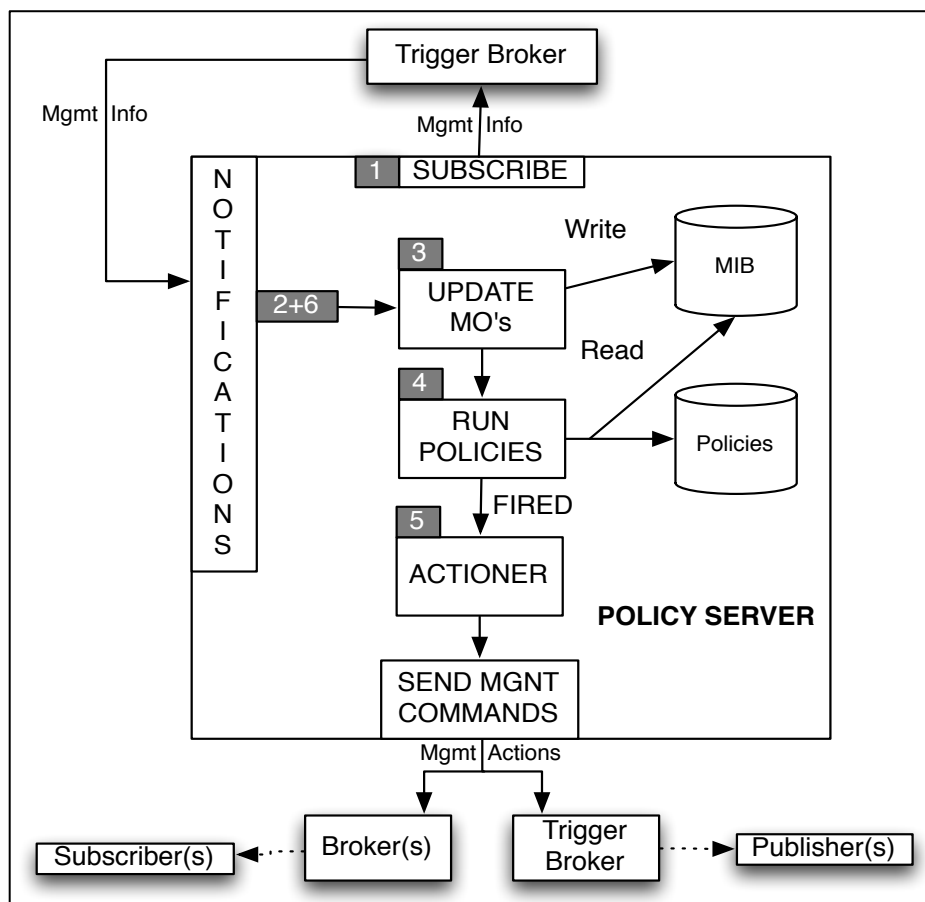 Trigger Broker
Mgmt Info
Mgmt Info
1 SUBSCRIBE
NOTIFICATIONS
Write
MIB
3
UPDATE
MO's
2+6
Read
4
RUN
POLICIES
Policies
FIRED
5
ACTIONER
POLICY SERVER
SEND MGNT
COMMANDS
Mgmt Actions
Broker(s)
Trigger
Broker
Subscriber(s)
Publisher(s)